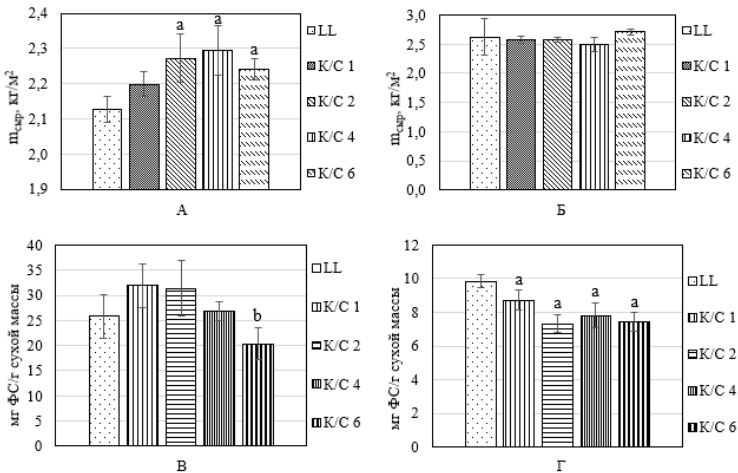 2,4
2,3
2,2
2,1
2,0
1,9
mсыр, кг/м²
a
a
a
LL
К/С 1
К/С 2
К/С 4
К/С 6
А
3,0
2,5
2,0
2,5
1,0
0,5
0,0
mсыр, кг/м²
LL
К/С 1
К/С 2
К/С 4
К/С 6
Б
40
35
30
25
20
15
10
5
0
мг ФС/г сухой массы
b
LL
К/С 1
К/С 2
К/С 4
К/С 6
В
12
10
8
6
4
2
0
мг ФС/г сухой массы
a
a
a
a
LL
К/С 1
К/С 2
К/С 4
К/С 6
Г